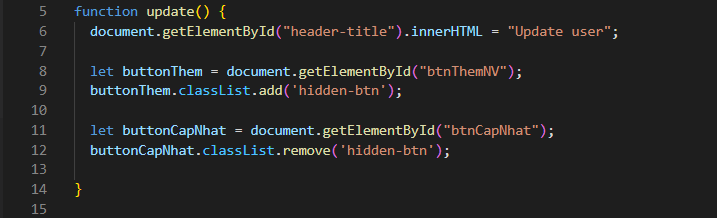 5 function update() {
6   document.getElementById("header-title").innerHTML = "Update user";
7
8   let buttonThem = document.getElementById("btnThemNV");
9   buttonThem.classList.add('hidden-btn');
10
11   let buttonCapNhat = document.getElementById("btnCapNhat");
12   buttonCapNhat.classList.remove('hidden-btn');
13
14 }
15